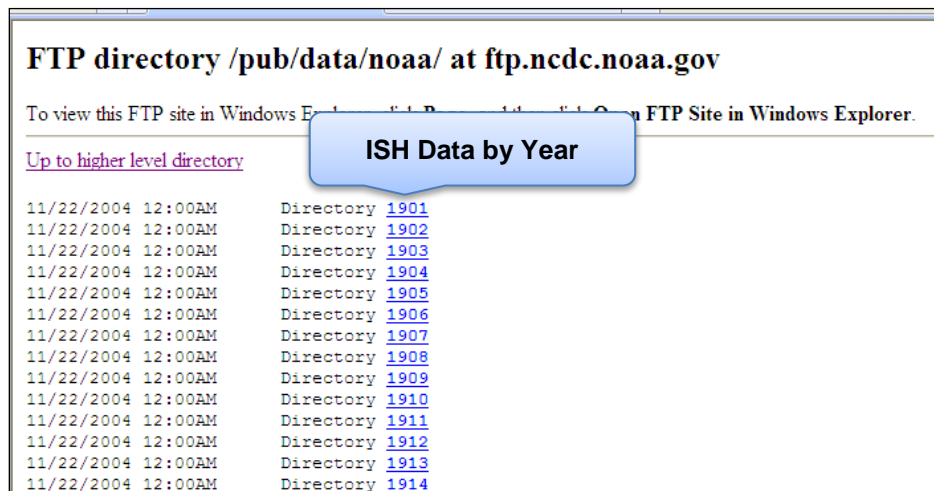 FTP directory /pub/data/noaa/ at ftp.ncdc.noaa.gov
To view this FTP site in Windows click and then click FTP Site in Windows Explorer.
ISH Data by Year
Up to higher level directory
11/22/2004 12:00AM Directory 1901
11/22/2004 12:00AM Directory 1902
11/22/2004 12:00AM Directory 1903
11/22/2004 12:00AM Directory 1904
11/22/2004 12:00AM Directory 1905
11/22/2004 12:00AM Directory 1906
11/22/2004 12:00AM Directory 1907
11/22/2004 12:00AM Directory 1908
11/22/2004 12:00AM Directory 1909
11/22/2004 12:00AM Directory 1910
11/22/2004 12:00AM Directory 1911
11/22/2004 12:00AM Directory 1912
11/22/2004 12:00AM Directory 1913
11/22/2004 12:00AM Directory 1914